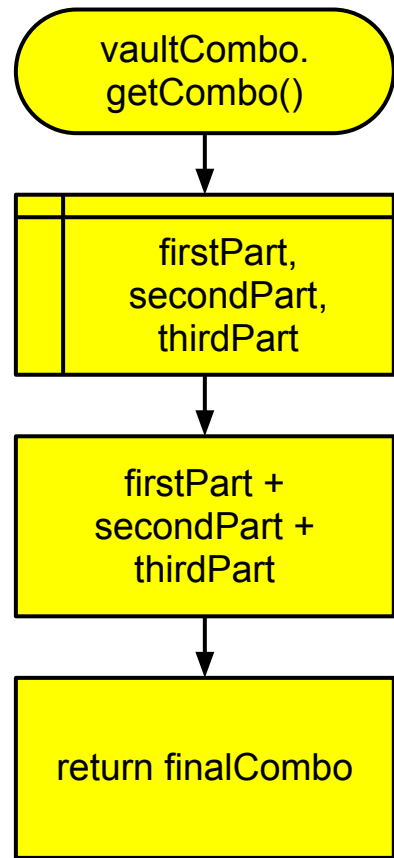 vaultCombo.
getCombo()
firstPart,
secondPart,
thirdPart
firstPart +
secondPart +
thirdPart
return finalCombo